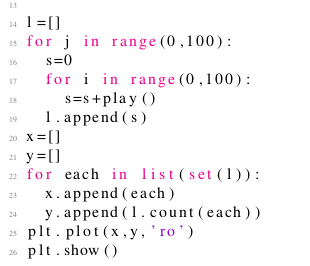 13
14 l=[]
15 for j in range(0,100):
16 s=0
17 for i in range(0,100):
18 s=s+play()
19 l.append(s)
20 x=[]
21 y=[]
22 for each in list(set(l)):
23 x.append(each)
24 y.append(l.count(each))
25 plt.plot(x,y,'ro')
26 plt.show()